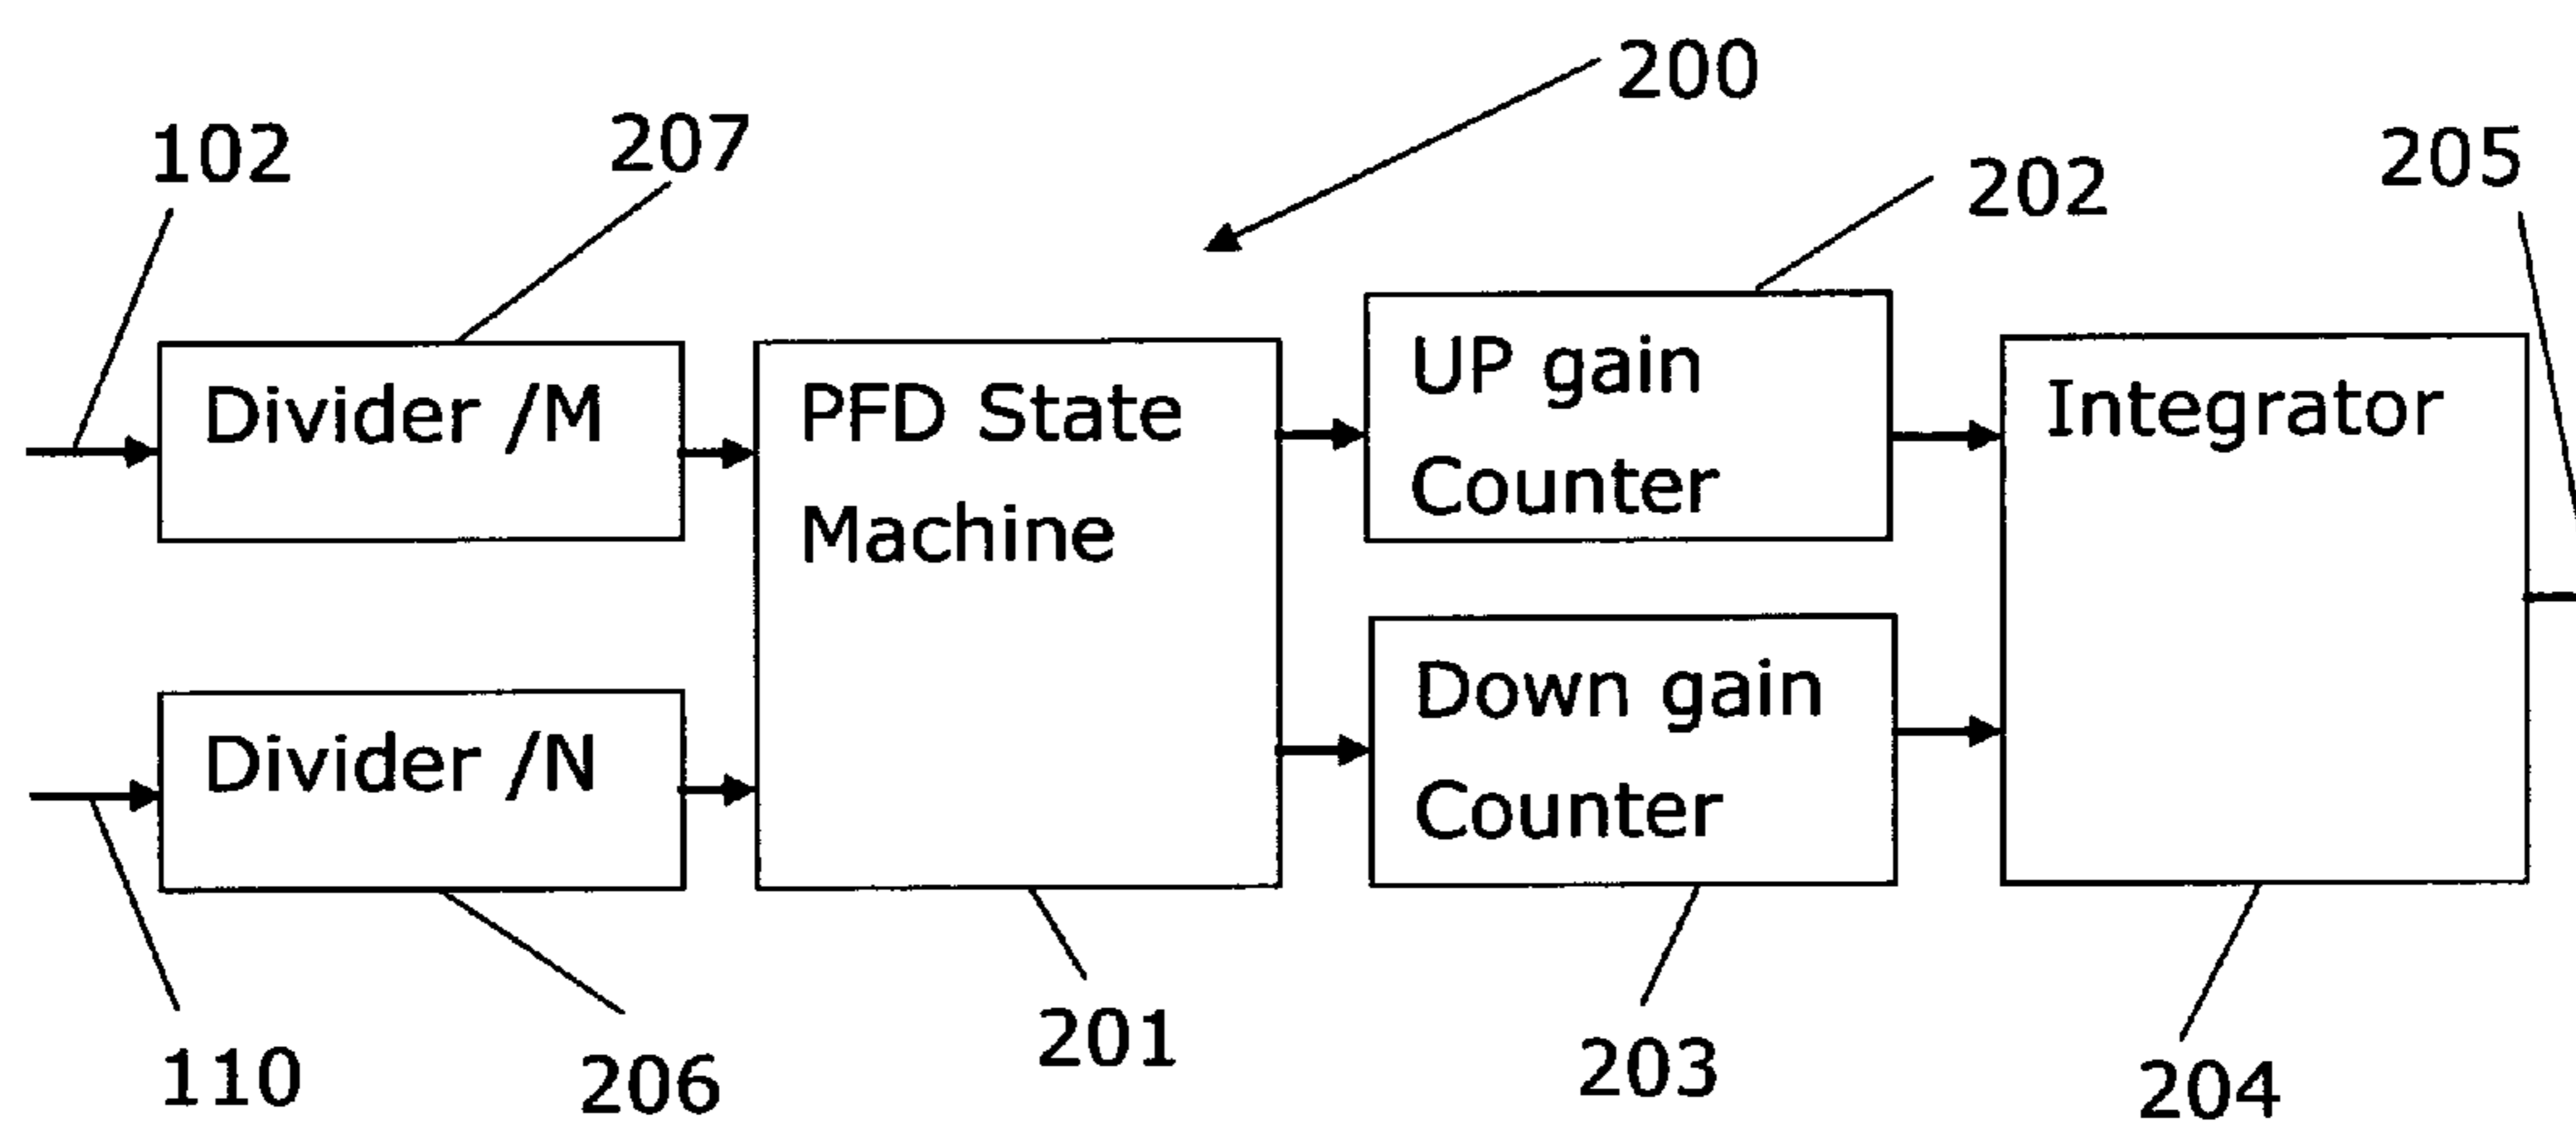 200
102
207
202
205
Divider /M
PFD State
Machine
UP gain
Counter
Integrator
Divider /N
Down gain
Counter
110
206
201
203
204